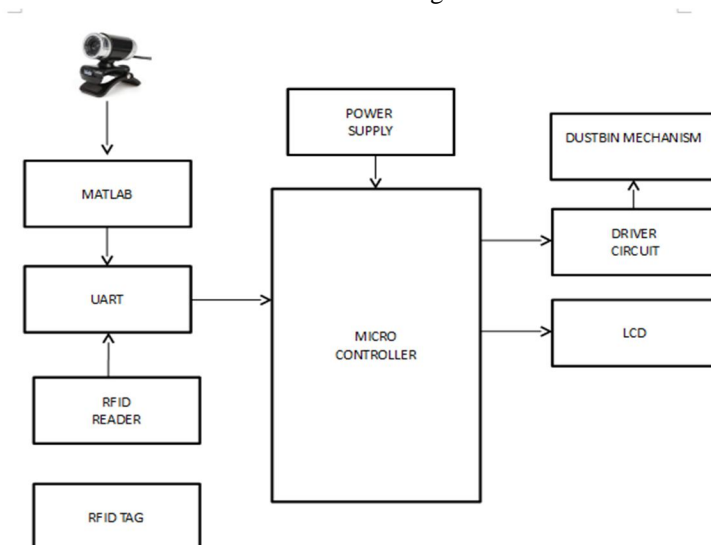 POWER
SUPPLY
DUSTBIN MECHANISM
MATLAB
DRIVER
CIRCUIT
UART
MICRO
CONTROLLER
LCD
RFID
READER
RFID TAG